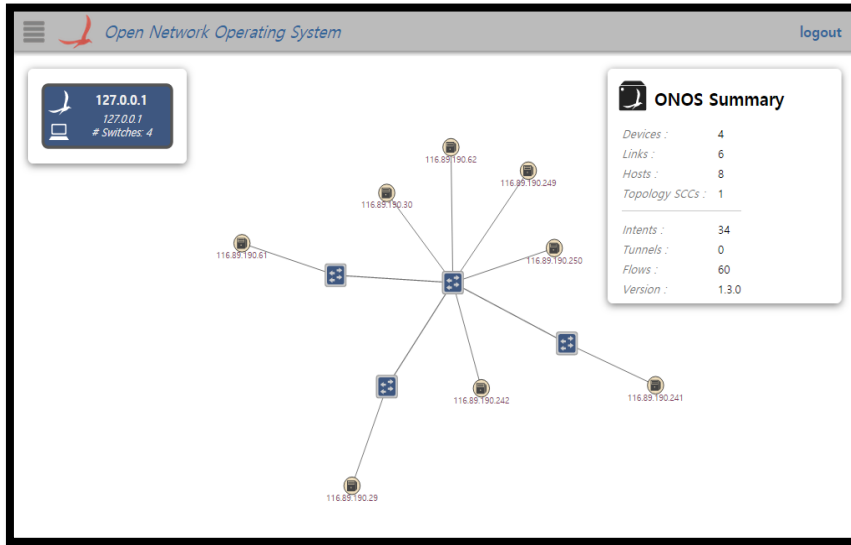 Open Network Operating System
logout
127.0.0.1
127.0.0.1
# Switches: 4
ONOS Summary
Devices : 4
Links : 6
Hosts : 8
Topology SCCs : 1
Intents : 34
Tunnels : 0
Flows : 60
Version : 1.3.0
116.89.190.62
116.89.190.249
116.89.190.30
116.89.190.61
116.89.190.250
116.89.190.242
116.89.190.241
116.89.190.29